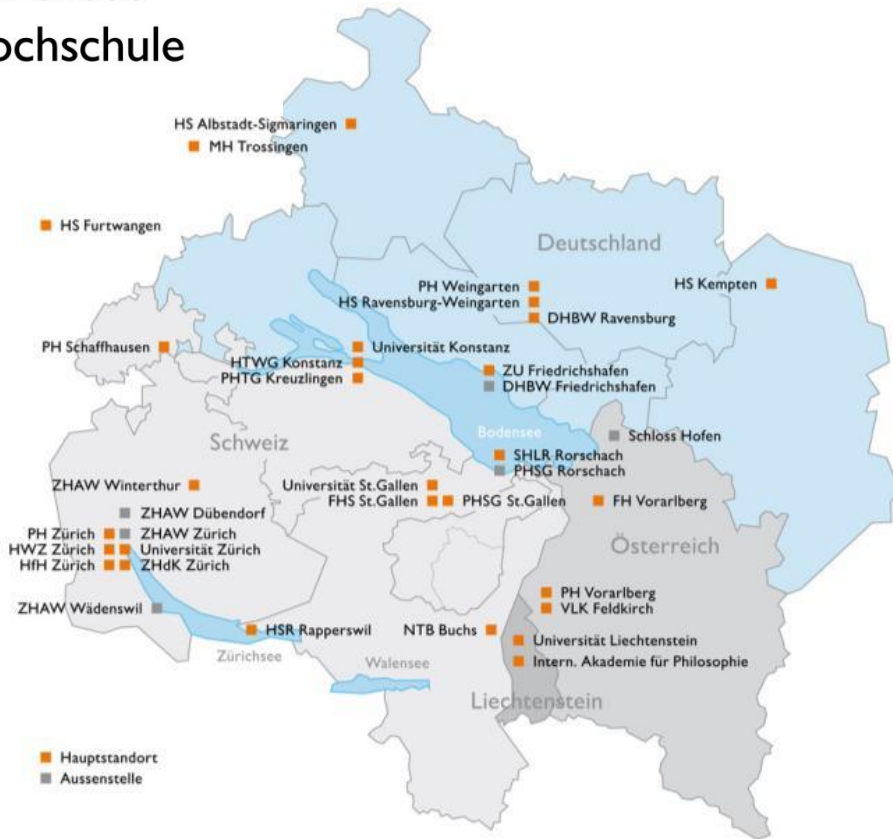 ochschule
HS Albstadt-Sigmaringen
MH Trossingen
HS Furtwangen
Deutschland
PH Weingarten
HS Kempten
HS Ravensburg-Weingarten
DHBW Ravensburg
PH Schaffhausen
Universität Konstanz
HTWG Konstanz
ZU Friedrichshafen
PHTG Kreuzlingen
DHBW Friedrichshafen
Schweiz
Bodensee
Schloss Hofen
SHLR Rorschach
PHSG Rorschach
ZHAW Winterthur
Universität St.Gallen
FHS St.Gallen
PHSG St.Gallen
FH Vorarlberg
ZHAW Dübendorf
PH Zürich
ZHAW Zürich
HWZ Zürich
Universität Zürich
Österreich
HfH Zürich
ZHdK Zürich
PH Vorarlberg
ZHAW Wädenswil
VLK Feldkirch
HSR Rapperswil
NTB Buchs
Universität Liechtenstein
Zürichsee
Walensee
Intern. Akademie für Philosophie
Liechtenstein
Hauptstandort
Aussenstelle